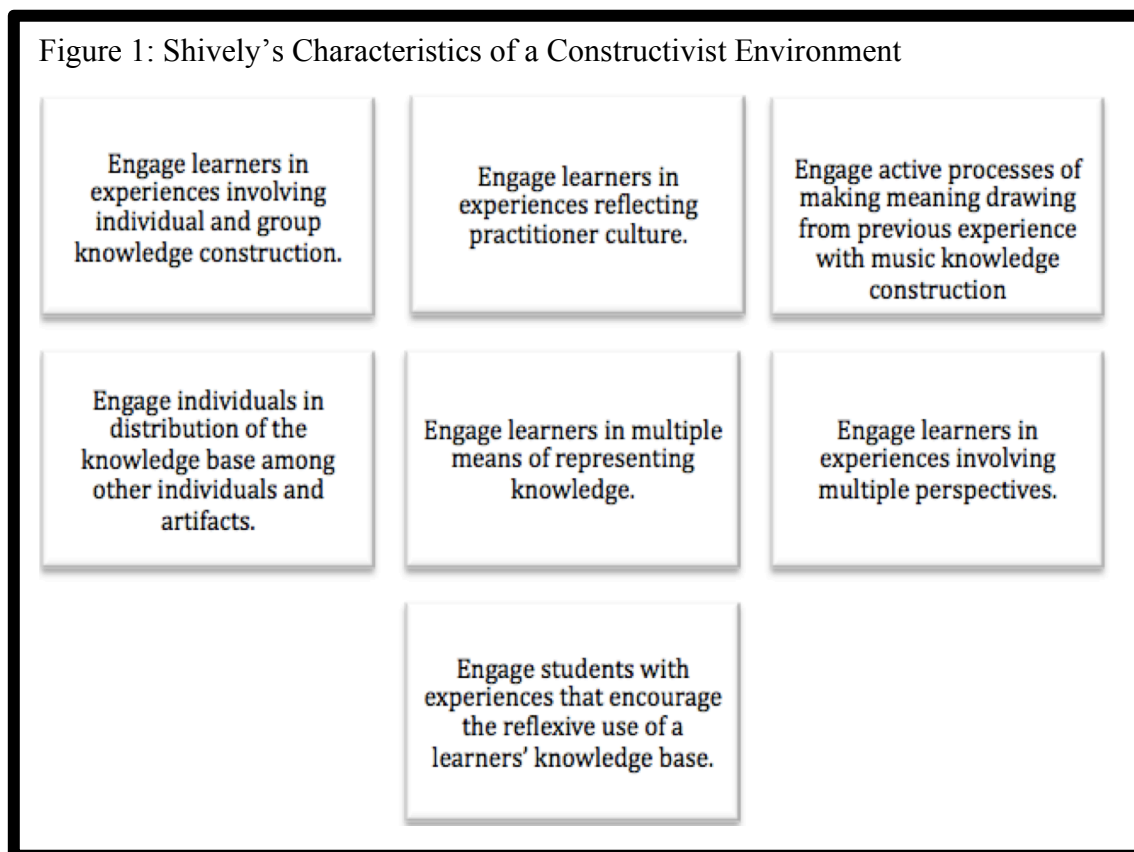 Figure 1: Shively’s Characteristics of a Constructivist Environment
Engage learners in
experiences involving
individual and group
knowledge construction.
Engage learners in
experiences reflecting
practitioner culture.
Engage active processes of
making meaning drawing
from previous experience
with music knowledge
construction
Engage individuals in
distribution of the
knowledge base among
other individuals and
artifacts.
Engage learners in multiple
means of representing
knowledge.
Engage learners in
experiences involving
multiple perspectives.
Engage students with
experiences that encourage
the reflexive use of a
learners’ knowledge base.